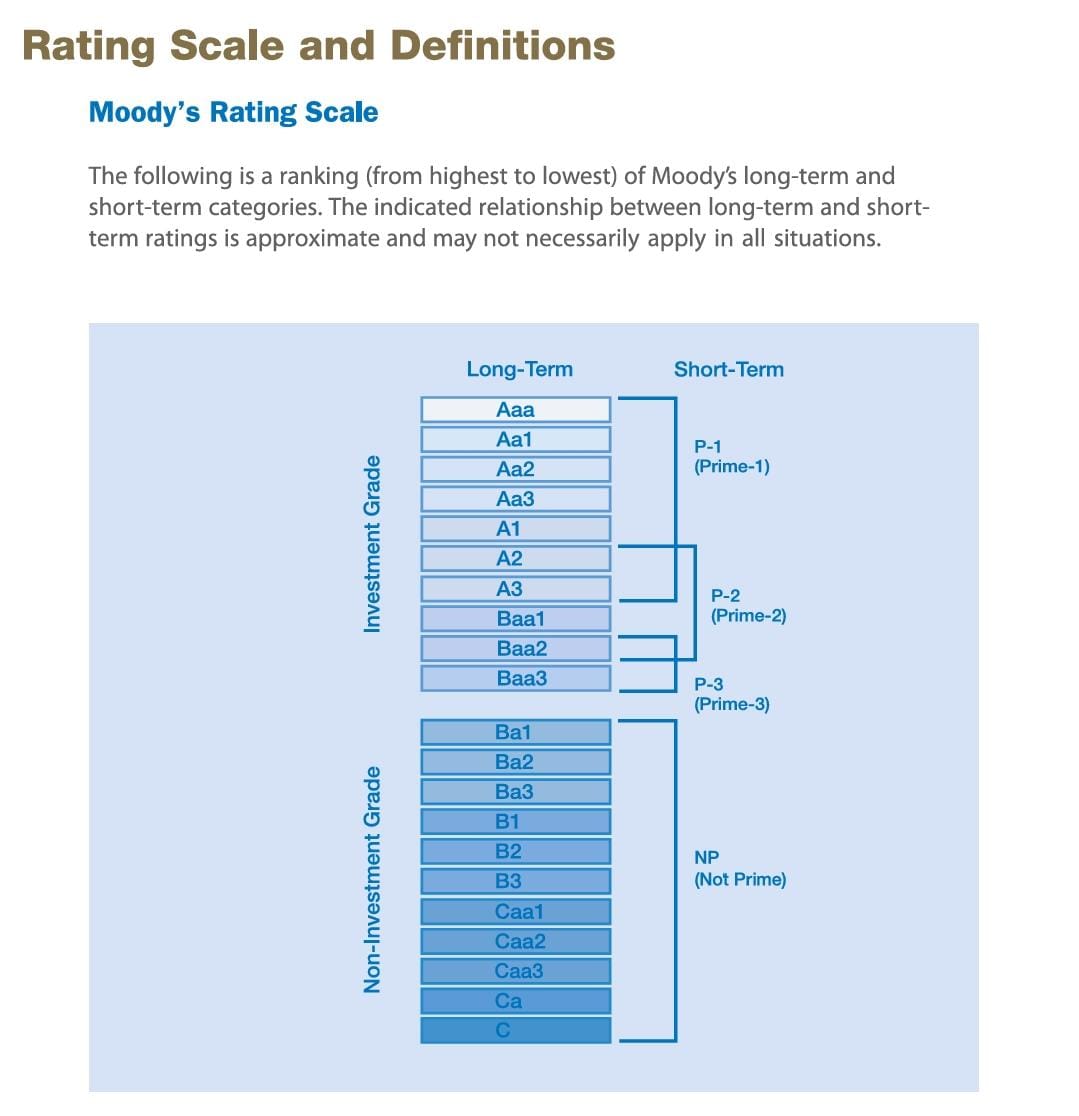 Rating Scale and Definitions
Moody's Rating Scale
The following is a ranking (from highest to lowest) of Moody's long-term and
short-term categories. The indicated relationship between long-term and short-
term ratings is approximate and may not necessarily apply in all situations.
Long-Term
Short-Term
Investment Grade
Aaa
Aa1
Aa2
Aa3
A1
A2
A3
Baa1
Baa2
Baa3
P-1
(Prime-1)
P-2
(Prime-2)
P-3
(Prime-3)
Non-Investment Grade
Ba1
Ba2
Ba3
B1
B2
B3
Caa1
Caa2
Caa3
Ca
C
NP
(Not Prime)